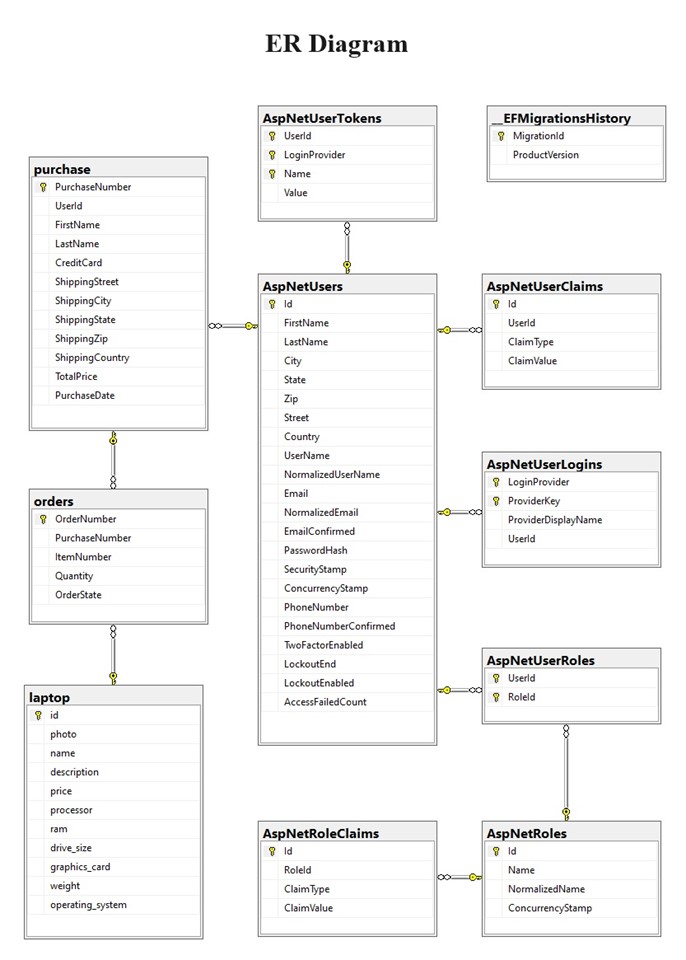 ER Diagram
AspNetUserTokens
UserId
LoginProvider
Name
Value
__EFMigrationsHistory
MigrationId
ProductVersion
purchase
PurchaseNumber
UserId
FirstName
LastName
CreditCard
ShippingStreet
ShippingCity
ShippingState
ShippingZip
ShippingCountry
TotalPrice
PurchaseDate
AspNetUsers
Id
FirstName
LastName
City
State
Zip
Street
Country
UserName
NormalizedUserName
Email
NormalizedEmail
EmailConfirmed
PasswordHash
SecurityStamp
ConcurrencyStamp
PhoneNumber
PhoneNumberConfirmed
TwoFactorEnabled
LockoutEnd
LockoutEnabled
AccessFailedCount
AspNetUserClaims
Id
UserId
ClaimType
ClaimValue
AspNetUserLogins
LoginProvider
ProviderKey
ProviderDisplayName
UserId
orders
OrderNumber
PurchaseNumber
ItemNumber
Quantity
OrderState
AspNetUserRoles
UserId
RoleId
laptop
id
photo
name
description
price
processor
ram
drive_size
graphics_card
weight
operating_system
AspNetRoleClaims
Id
RoleId
ClaimType
ClaimValue
AspNetRoles
Id
Name
NormalizedName
ConcurrencyStamp